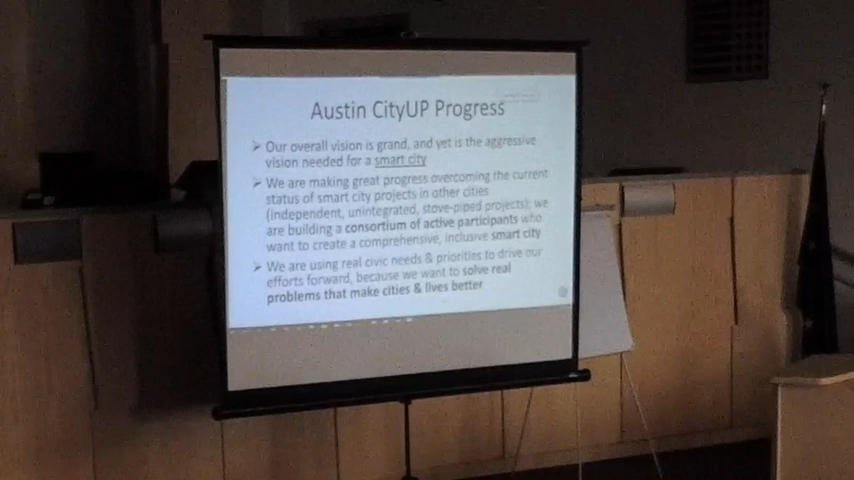 Austin CityUP Progress
➢ Our overall vision is grand, and yet is the aggressive
vision needed for a smart city
➢ We are making great progress overcoming the current
status of smart city projects in other cities
(independent, unintegrated, stove-piped projects); we
are building a consortium of active participants who
want to create a comprehensive, inclusive smart city
➢ We are using real civic needs & priorities to drive our
efforts forward, because we want to solve real
problems that make cities & lives better